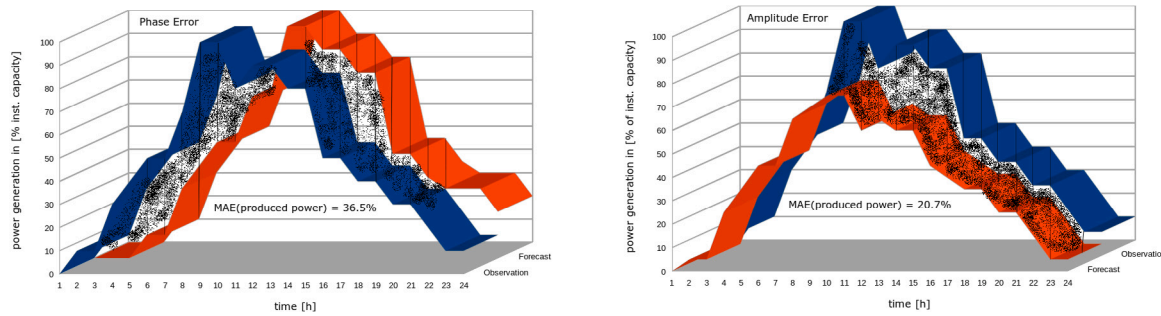 Phase Error
power generation in [% inst. capacity]
100
90
80
70
60
50
40
30
20
10
0
MAE(produced power) = 36.5%
Forecast
Observation
1 2 3 4 5 6 7 8 9 10 11 12 13 14 15 16 17 18 19 20 21 22 23 24
time [h]
Amplitude Error
power generation in [% of inst. capacity]
100
90
80
70
60
50
40
30
20
10
0
MAE(produced power) = 20.7%
Observation
Forecast
1 2 3 4 5 6 7 8 9 10 11 12 13 14 15 16 17 18 19 20 21 22 23 24
time [h]